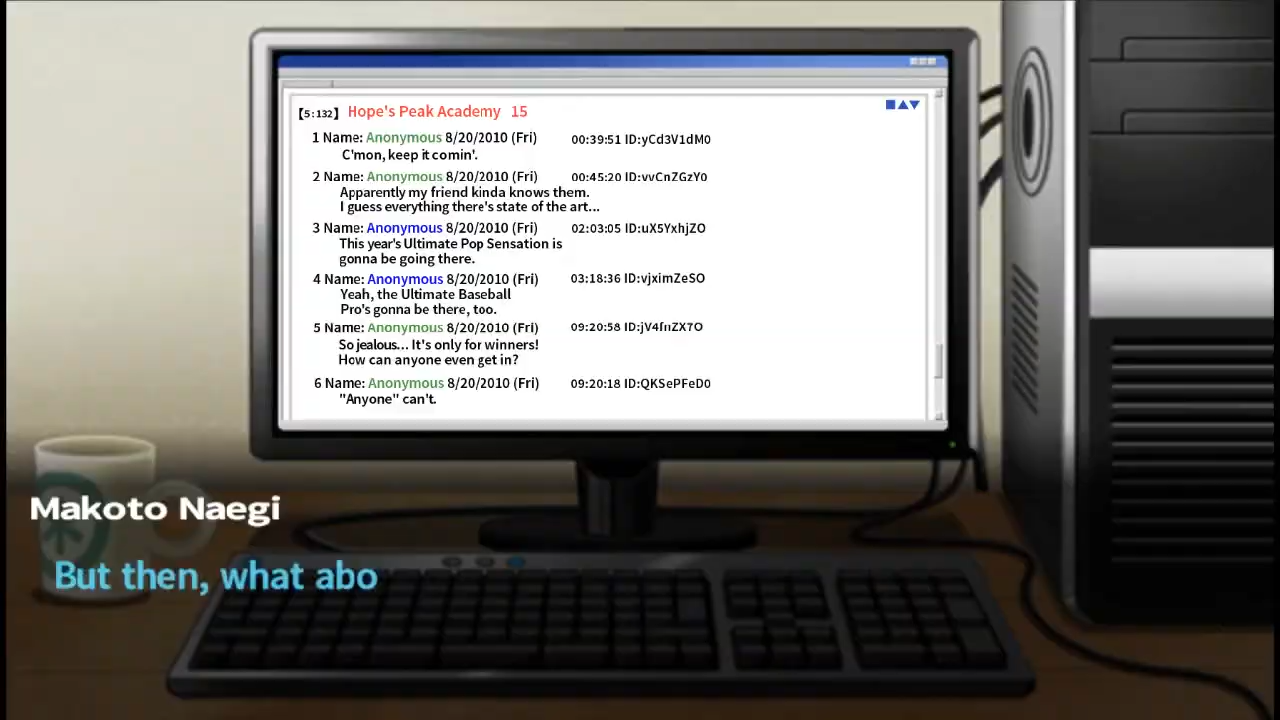 【5:132】 Hope's Peak Academy 15
1 Name: Anonymous 8/20/2010 (Fri) 00:39:51 ID:yCd3V1dM0
C'mon, keep it comin'.
2 Name: Anonymous 8/20/2010 (Fri) 00:45:20 ID:vvCnZGzY0
Apparently my friend kinda knows them.
I guess everything there's state of the art...
3 Name: Anonymous 8/20/2010 (Fri) 02:03:05 ID:uX5YxhjZO
This year's Ultimate Pop Sensation is
gonna be going there.
4 Name: Anonymous 8/20/2010 (Fri) 03:18:36 ID:vjximZeSO
Yeah, the Ultimate Baseball
Pro's gonna be there, too.
5 Name: Anonymous 8/20/2010 (Fri) 09:20:58 ID:jV4fnZX7O
So jealous... It's only for winners!
How can anyone even get in?
6 Name: Anonymous 8/20/2010 (Fri) 09:20:18 ID:QKSePFeD0
"Anyone" can't.
Makoto Naegi
But then, what abo